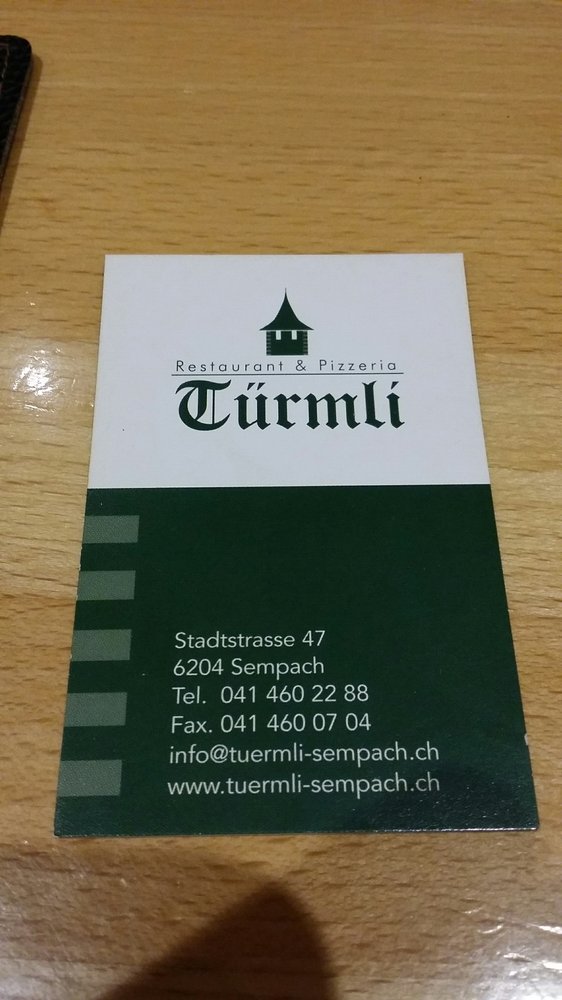 Restaurant & Pizzeria
Türmli
Stadtstrasse 47
6204 Sempach
Tel. 041 460 22 88
Fax. 041 460 07 04
info@tuermli-sempach.ch
www.tuermli-sempach.ch